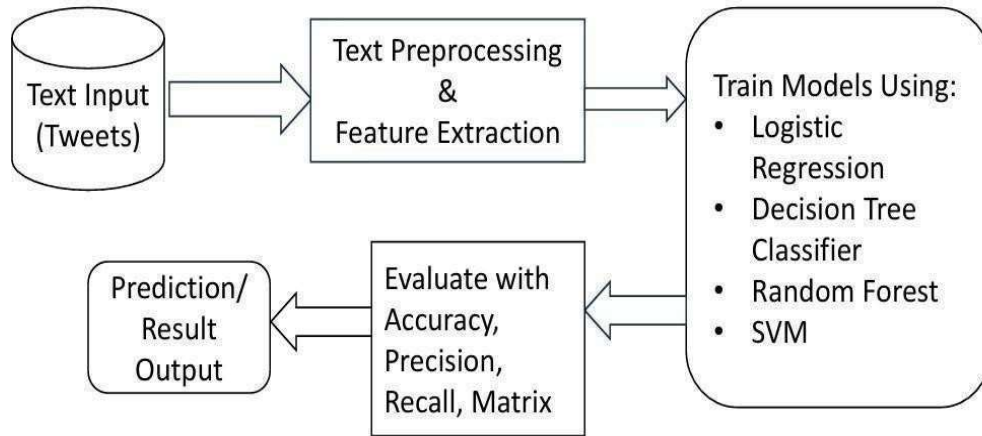 Text Input
(Tweets)
Text Preprocessing
&
Feature Extraction
Train Models Using:
• Logistic
Regression
• Decision Tree
Classifier
• Random Forest
• SVM
Evaluate with
Accuracy,
Precision,
Recall, Matrix
Prediction/
Result
Output